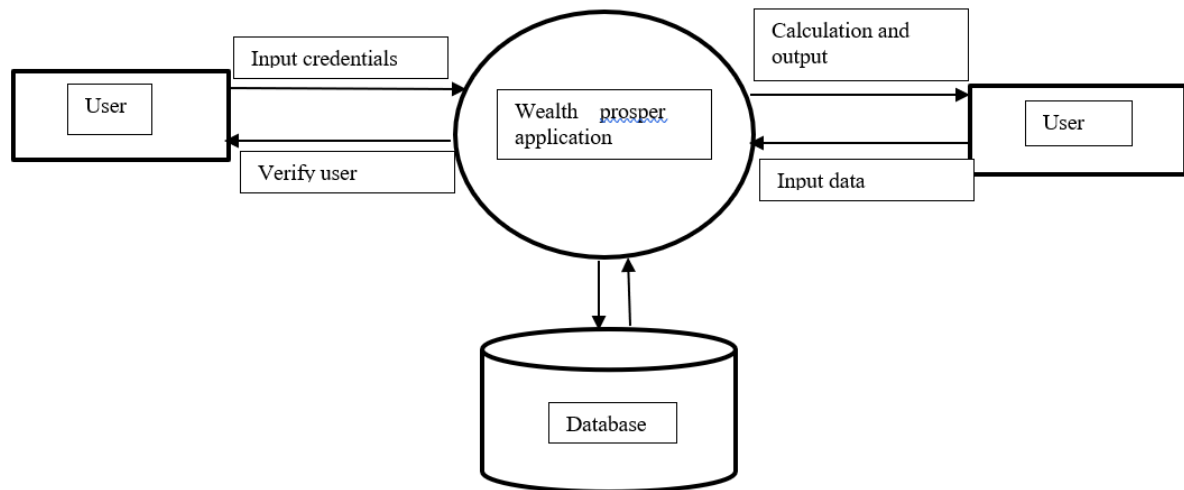 Input credentials
User
Verify user
Wealth prosper
application
Calculation and
output
User
Input data
Database